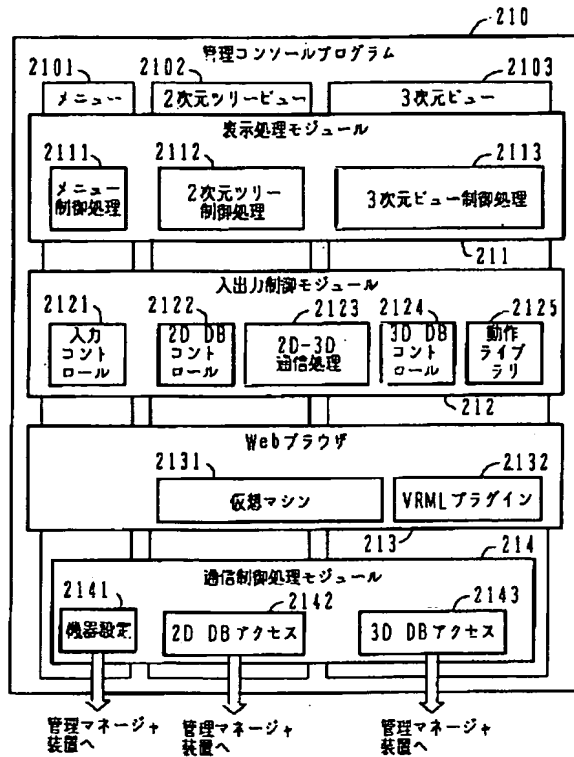 210
管理コンソールプログラム
2101
2102
2103
メニュー
2次元ツリービュー
3次元ビュー
表示処理モジュール
2111
2112
2113
メニュー
制御処理
2次元ツリー
制御処理
3次元ビュー制御処理
211
入出力制御モジュール
2121
2122
2123
2124
2125
入力
コント
ロール
2D DB
コント
ロール
2D-3D
通信処理
3D DB
コント
ロール
動作
ライブ
ラリ
212
Webブラウザ
2131
2132
仮想マシン
VRMLプラグイン
213
214
通信制御処理モジュール
2141
2142
2143
機器設定
2D DBアクセス
3D DBアクセス
管理マネージャ
装置へ
管理マネージャ
装置へ
管理マネージャ
装置へ